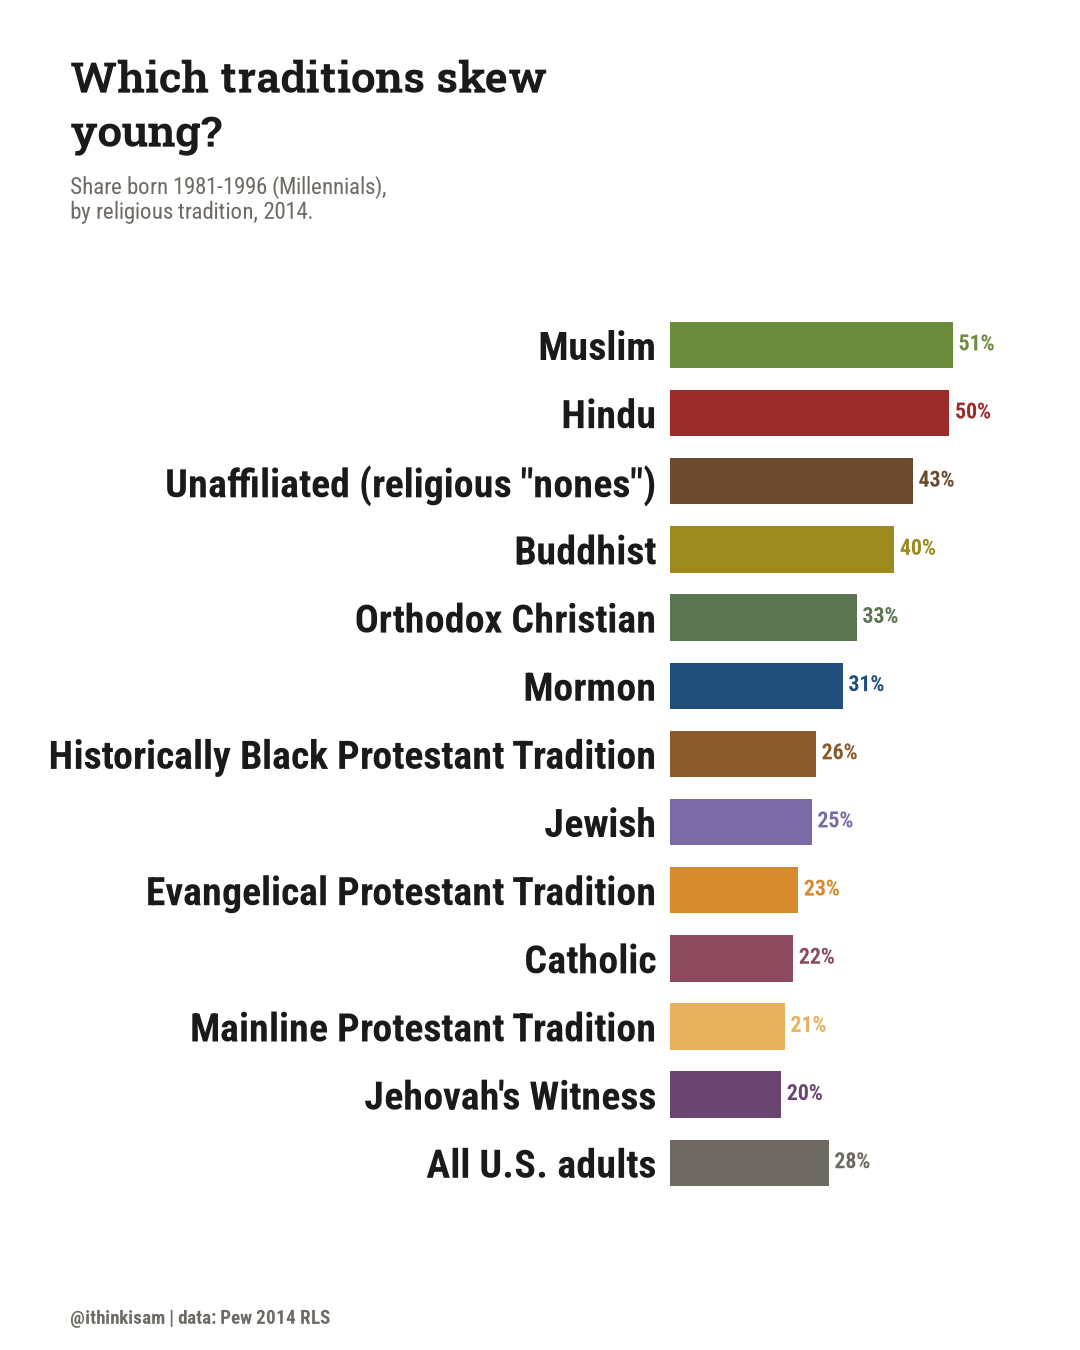 Which traditions skew
young?
Share born 1981-1996 (Millennials),
by religious tradition, 2014.
Muslim 51%
Hindu 50%
Unaffiliated (religious "nones") 43%
Buddhist 40%
Orthodox Christian 33%
Mormon 31%
Historically Black Protestant Tradition 26%
Jewish 25%
Evangelical Protestant Tradition 23%
Catholic 22%
Mainline Protestant Tradition 21%
Jehovah's Witness 20%
All U.S. adults 28%
@ithinkisam | data: Pew 2014 RLS